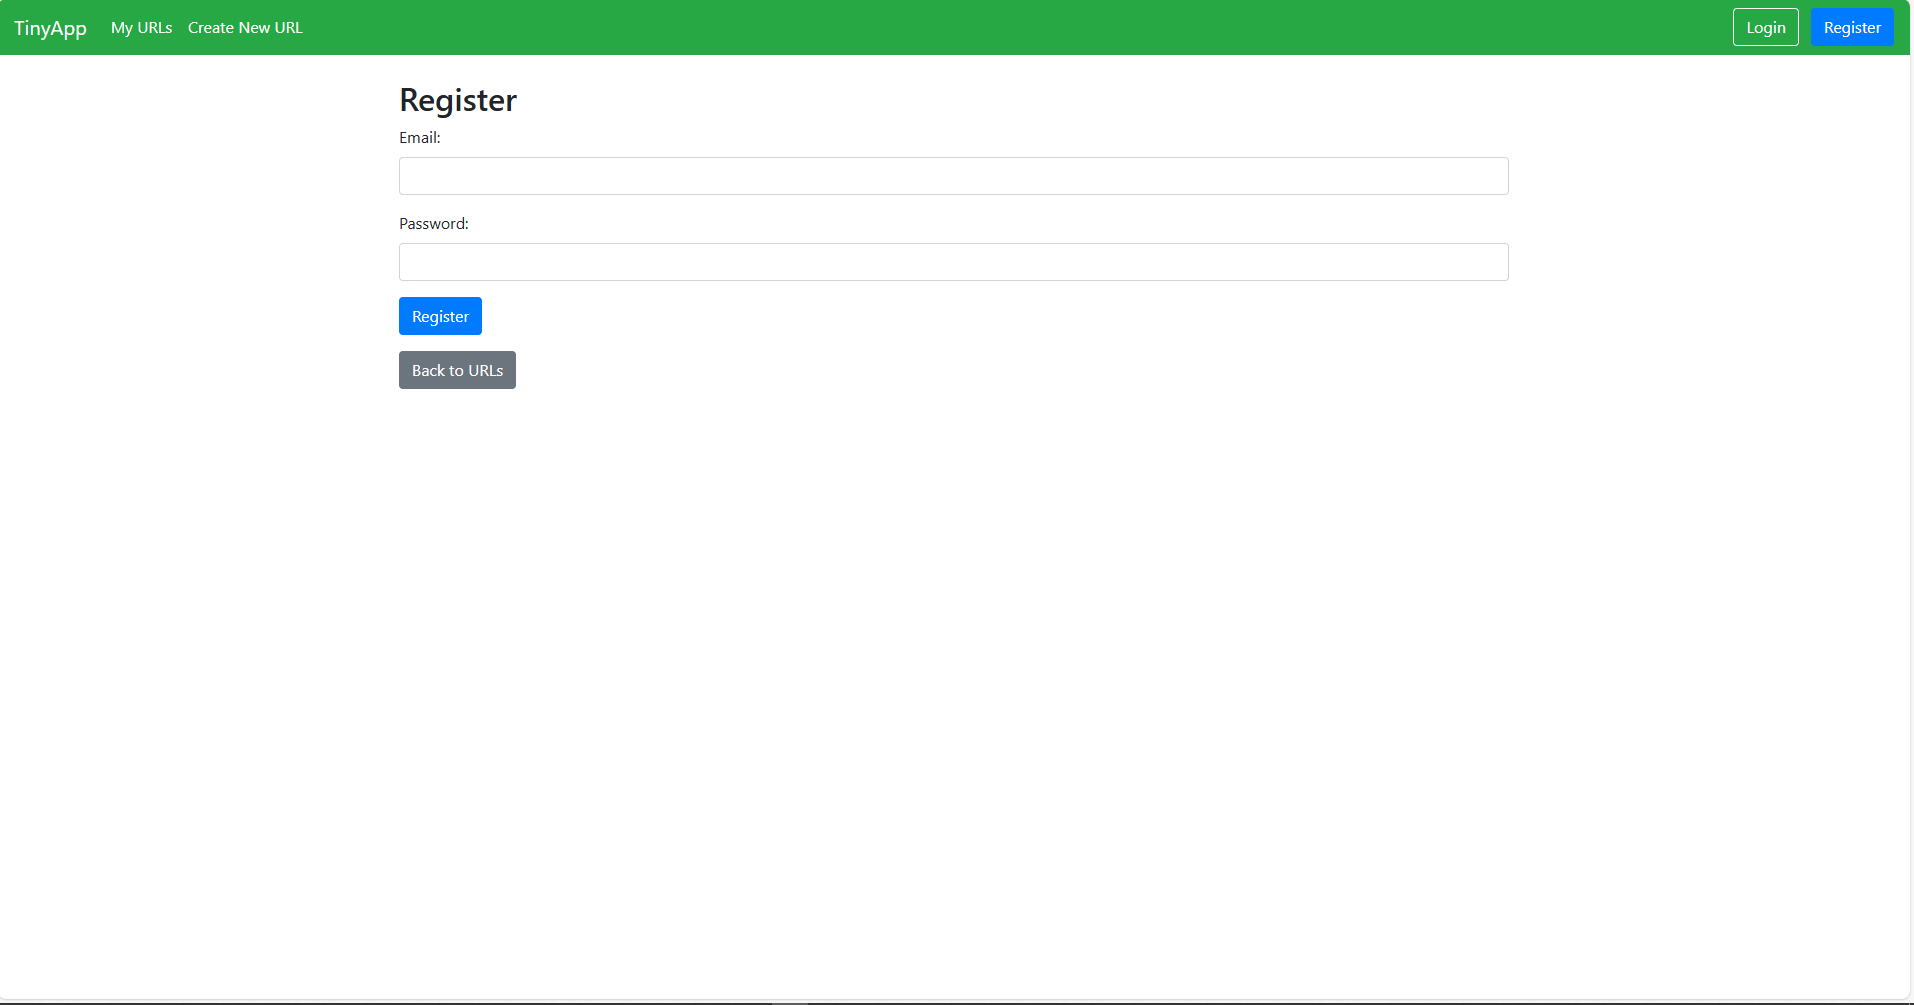 TinyApp My URLs Create New URL Login Register
Register
Email:
Password:
Register
Back to URLs